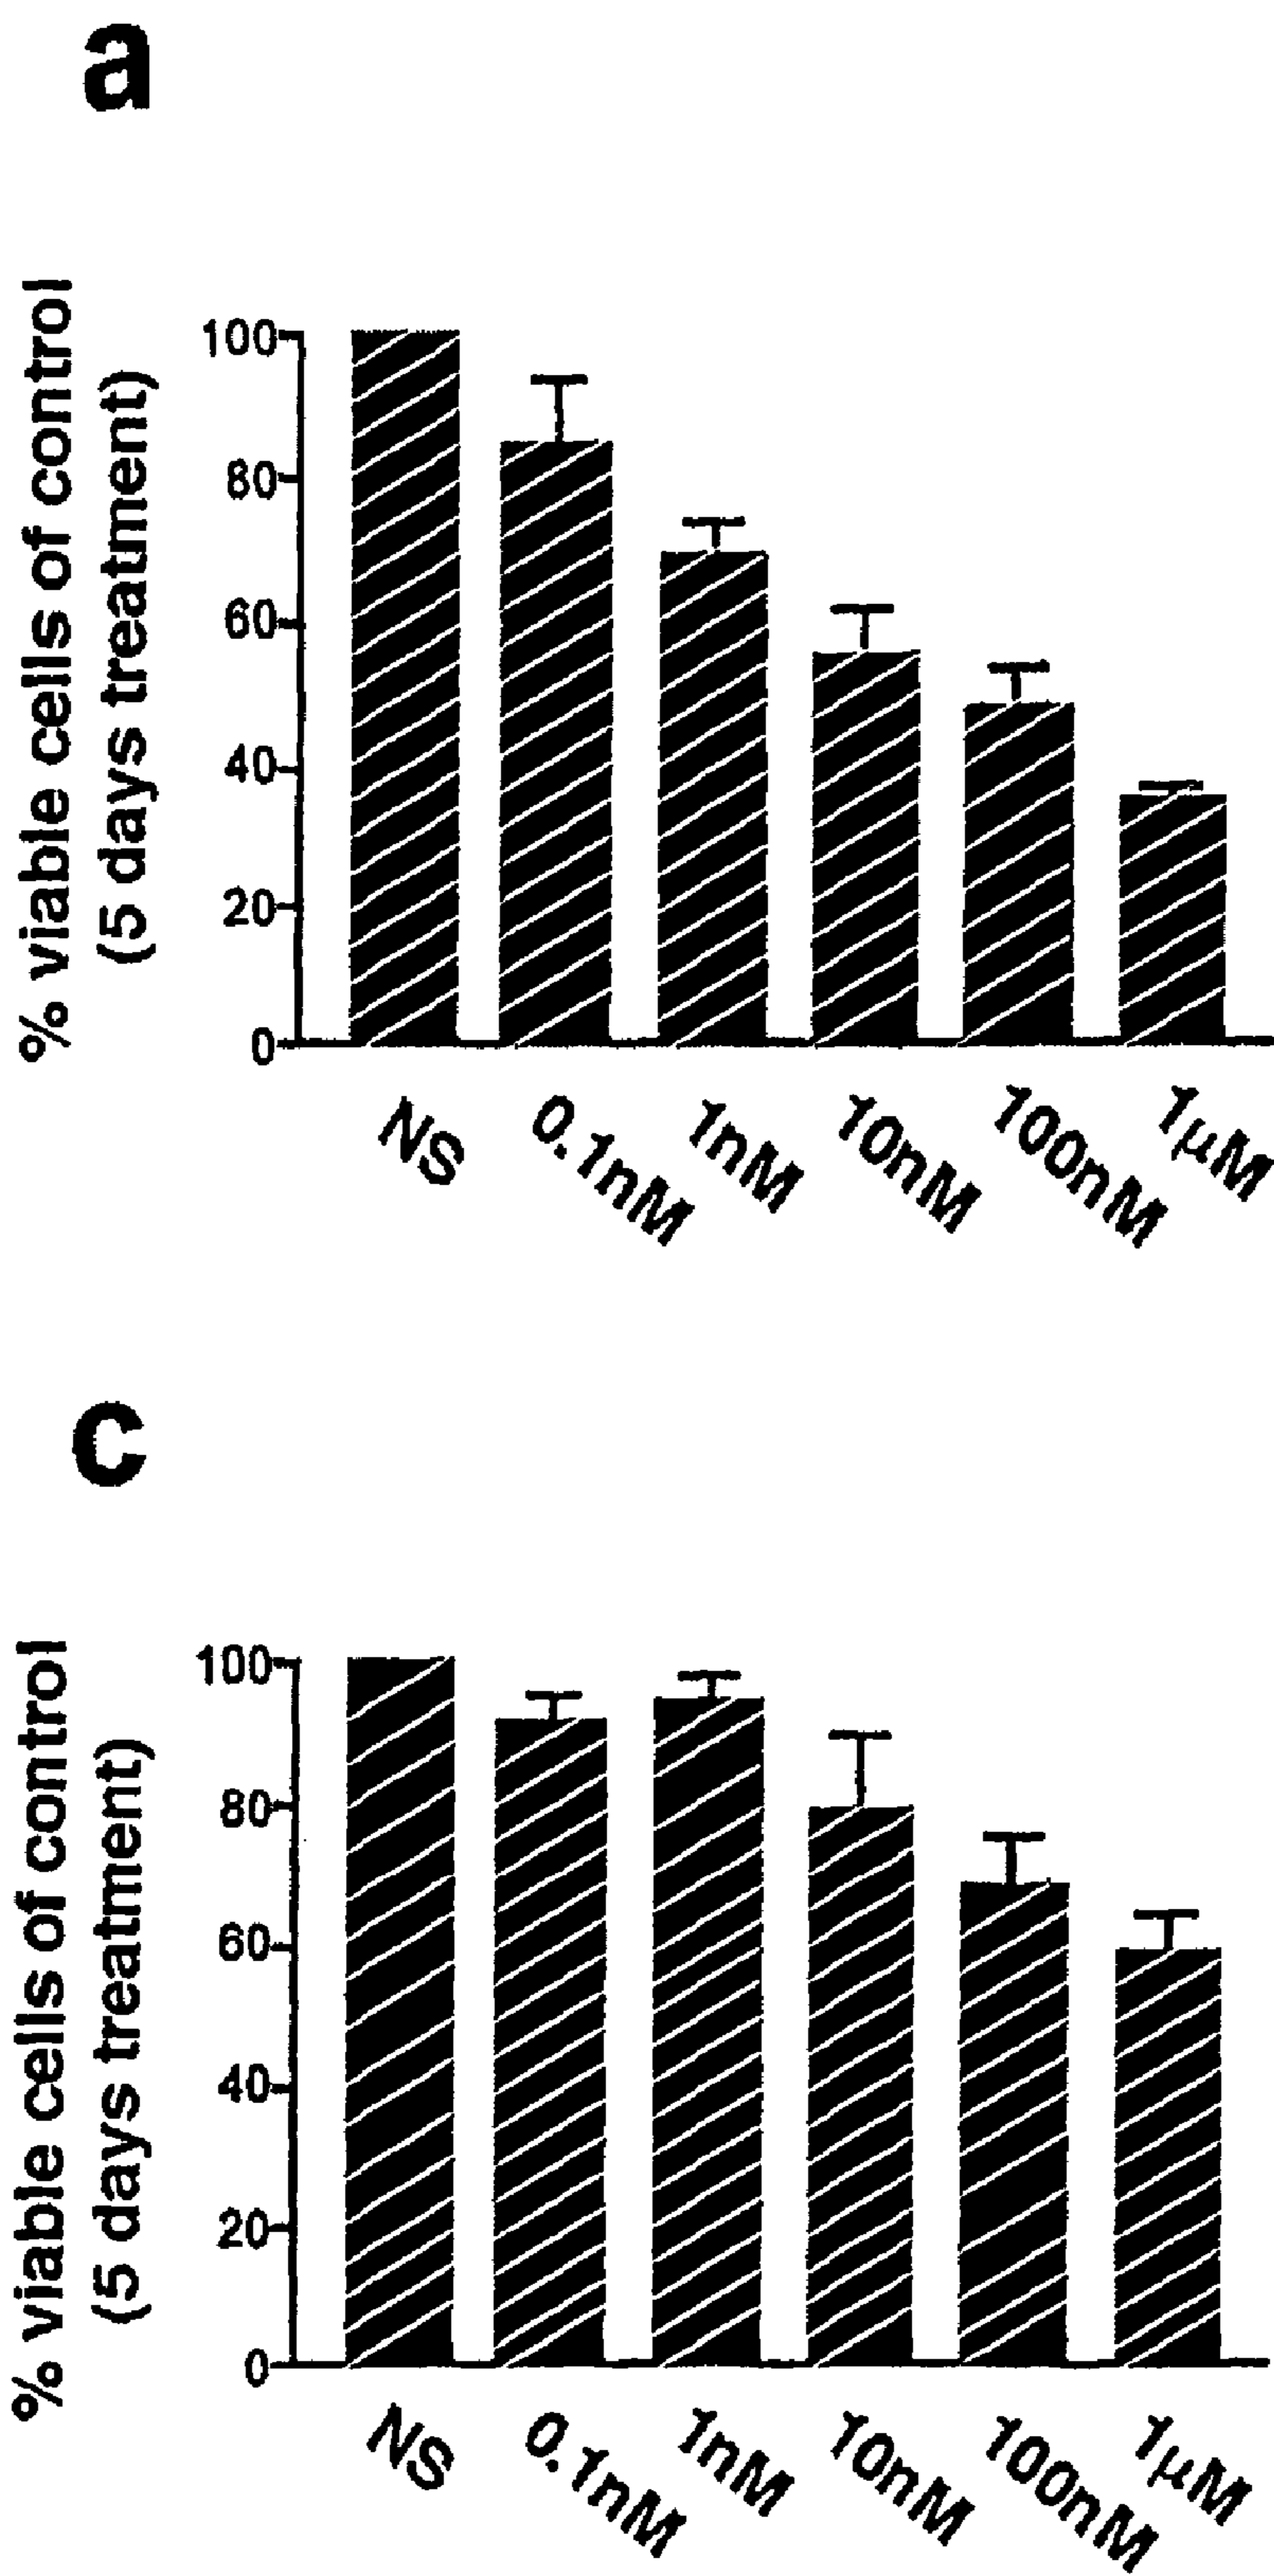 a
% viable cells of control
(5 days treatment)
100
80
60
40
20
0
NS
0.1nM
1nM
10nM
100nM
1μM
c
% viable cells of control
(5 days treatment)
100
80
60
40
20
0
NS
0.1nM
1nM
10nM
100nM
1μM